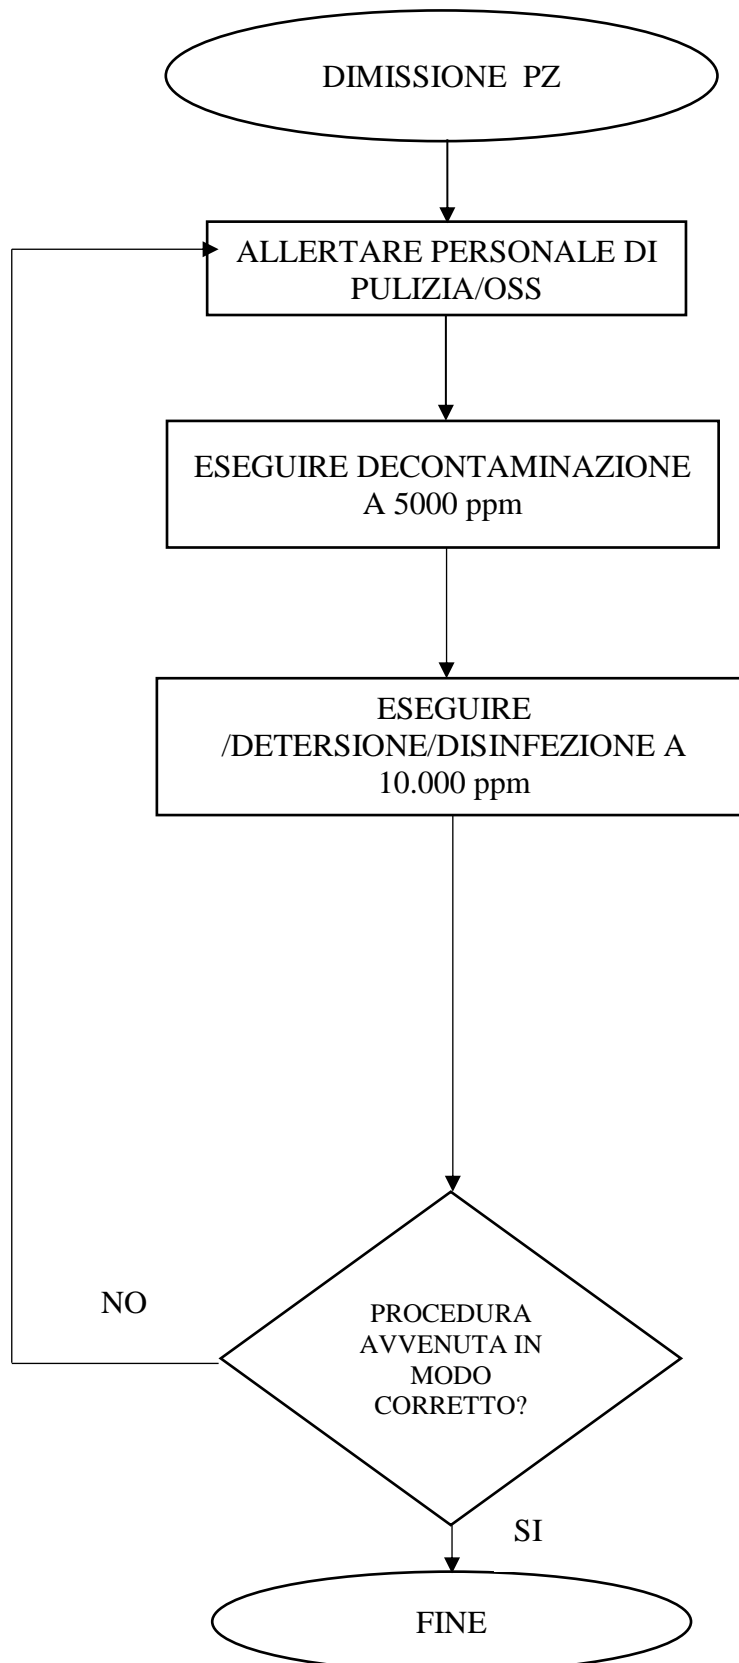 DIMISSIONE PZ
ALLERTARE PERSONALE DI
PULIZIA/OSS
ESEGUIRE DECONTAMINAZIONE
A 5000 ppm
ESEGUIRE
/DETERSIONE/DISINFEZIONE A
10.000 ppm
NO
PROCEDURA
AVVENUTA IN
MODO
CORRETTO?
SI
FINE